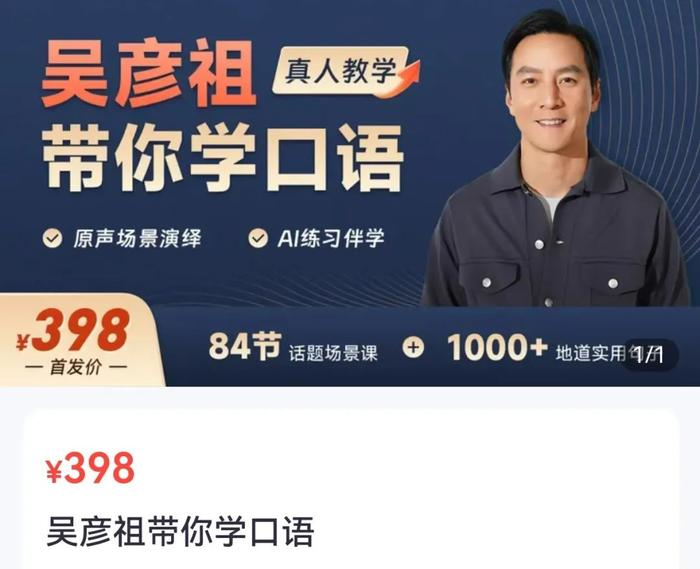 吴彦祖
真人教学
带你学口语
原声场景演绎
AI练习伴学
¥398
首发价
84节 话题场景课 + 1000+ 地道实用句子
1/1
¥398
吴彦祖带你学口语